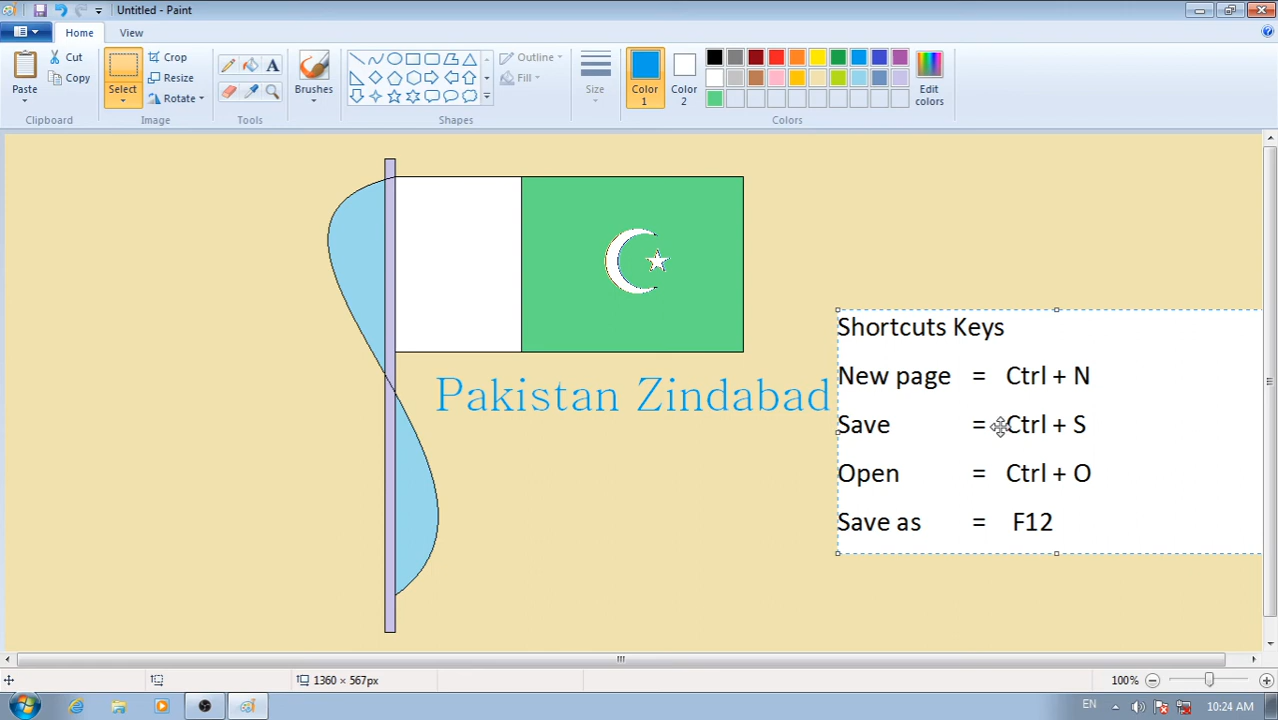 Untitled - Paint
Home View
Paste
Cut
Copy
Clipboard
Select
Crop
Resize
Rotate
Image
Tools
Brushes
Shapes
Outline
Fill
Size
Color 1
Color 2
Colors
Edit colors
Pakistan Zindabad
Shortcuts Keys
New page = Ctrl + N
Save = Ctrl + S
Open = Ctrl + O
Save as = F12
1360 × 567px
100%
EN
10:24 AM